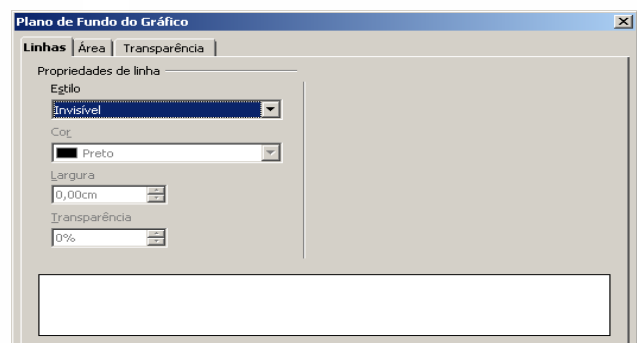 Plano de Fundo do Gráfico
Linhas Área Transparência
Propriedades de linha
Estilo
Invisível
Cor
Preto
Largura
0,00cm
Transparência
0%